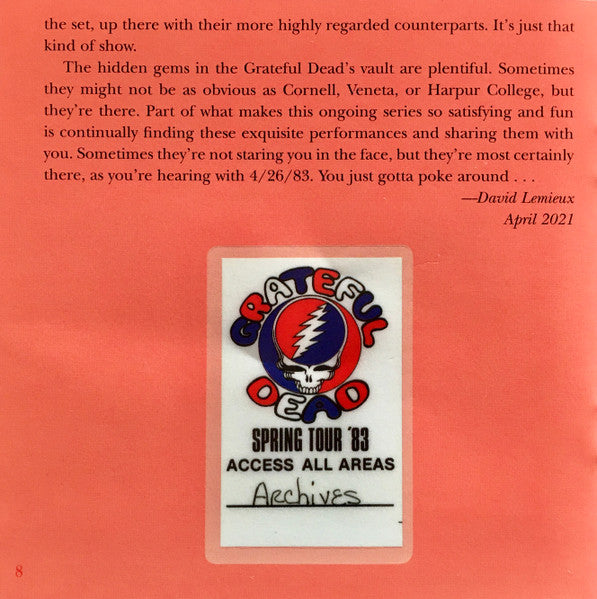 the set, up there with their more highly regarded counterparts. It's just that
kind of show.
The hidden gems in the Grateful Dead's vault are plentiful. Sometimes
they might not be as obvious as Cornell, Veneta, or Harpur College, but
they're there. Part of what makes this ongoing series so satisfying and fun
is continually finding these exquisite performances and sharing them with
you. Sometimes they're not staring you in the face, but they're most certainly
there, as you're hearing with 4/26/83. You just gotta poke around . . .
—David Lemieux
April 2021
GRATEFUL
DEAD
SPRING TOUR '83
ACCESS ALL AREAS
Archives
8